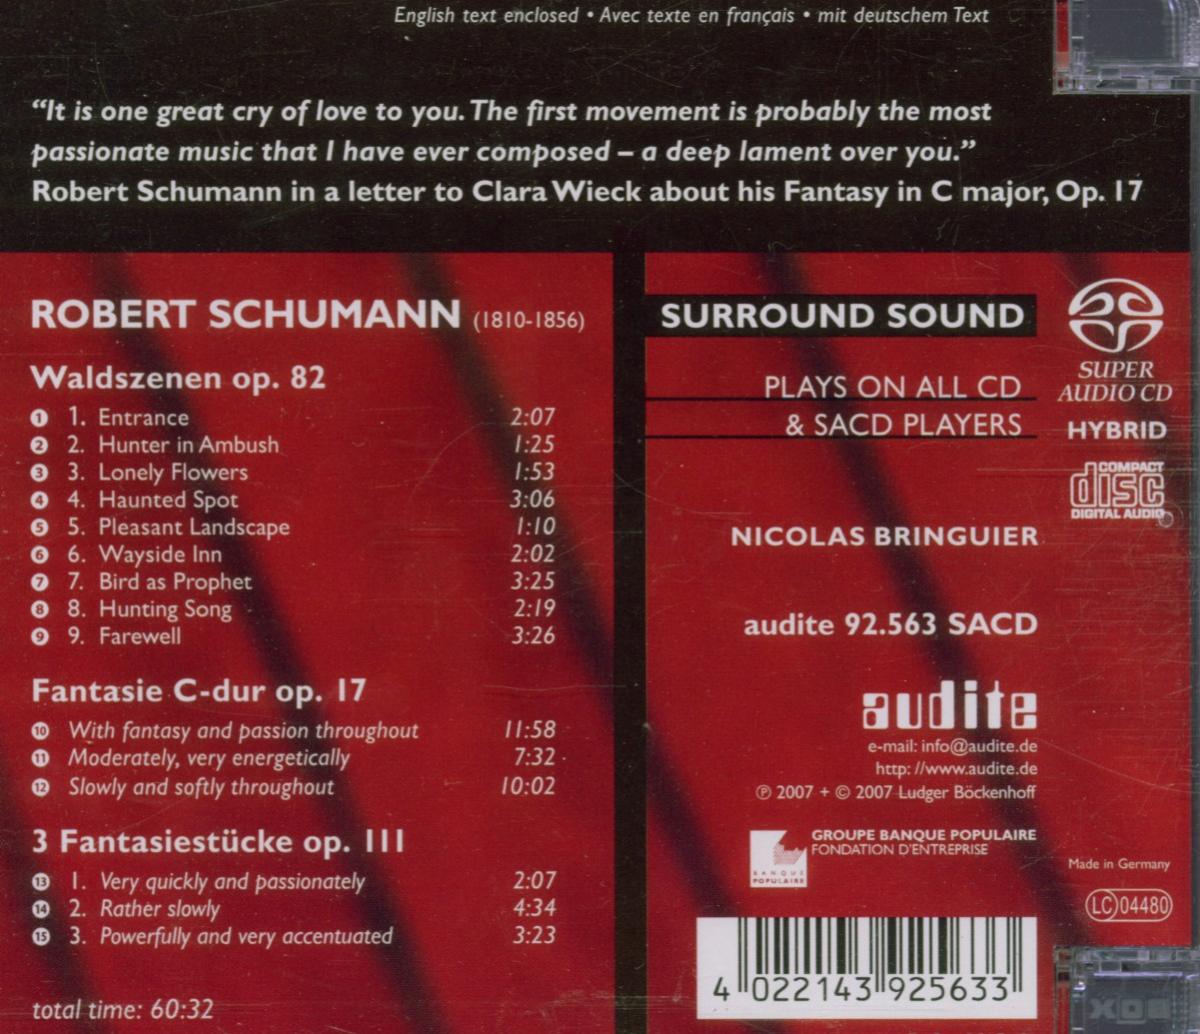 English text enclosed • Avec texte en français • mit deutschem Text
“It is one great cry of love to you. The first movement is probably the most
passionate music that I have ever composed – a deep lament over you.”
Robert Schumann in a letter to Clara Wieck about his Fantasy in C major, Op. 17
ROBERT SCHUMANN (1810-1856)
Waldszenen op. 82
1 1. Entrance 2:07
2 2. Hunter in Ambush 1:25
3 3. Lonely Flowers 1:53
4 4. Haunted Spot 3:06
5 5. Pleasant Landscape 1:10
6 6. Wayside Inn 2:02
7 7. Bird as Prophet 3:25
8 8. Hunting Song 2:19
9 9. Farewell 3:26
Fantasie C-dur op. 17
10 With fantasy and passion throughout 11:58
11 Moderately, very energetically 7:32
12 Slowly and softly throughout 10:02
3 Fantasiestücke op. 111
13 1. Very quickly and passionately 2:07
14 2. Rather slowly 4:34
15 3. Powerfully and very accentuated 3:23
total time: 60:32
SURROUND SOUND
PLAYS ON ALL CD
& SACD PLAYERS
SUPER
AUDIO CD
HYBRID
COMPACT
disc
DIGITAL AUDIO
NICOLAS BRINGUIER
audite 92.563 SACD
audite
e-mail: info@audite.de
http: //www.audite.de
℗ 2007 + © 2007 Ludger Böckenhoff
BANQUE
POPULAIRE
GROUPE BANQUE POPULAIRE
FONDATION D'ENTREPRISE
Made in Germany
LC 04480
4 022143 925633